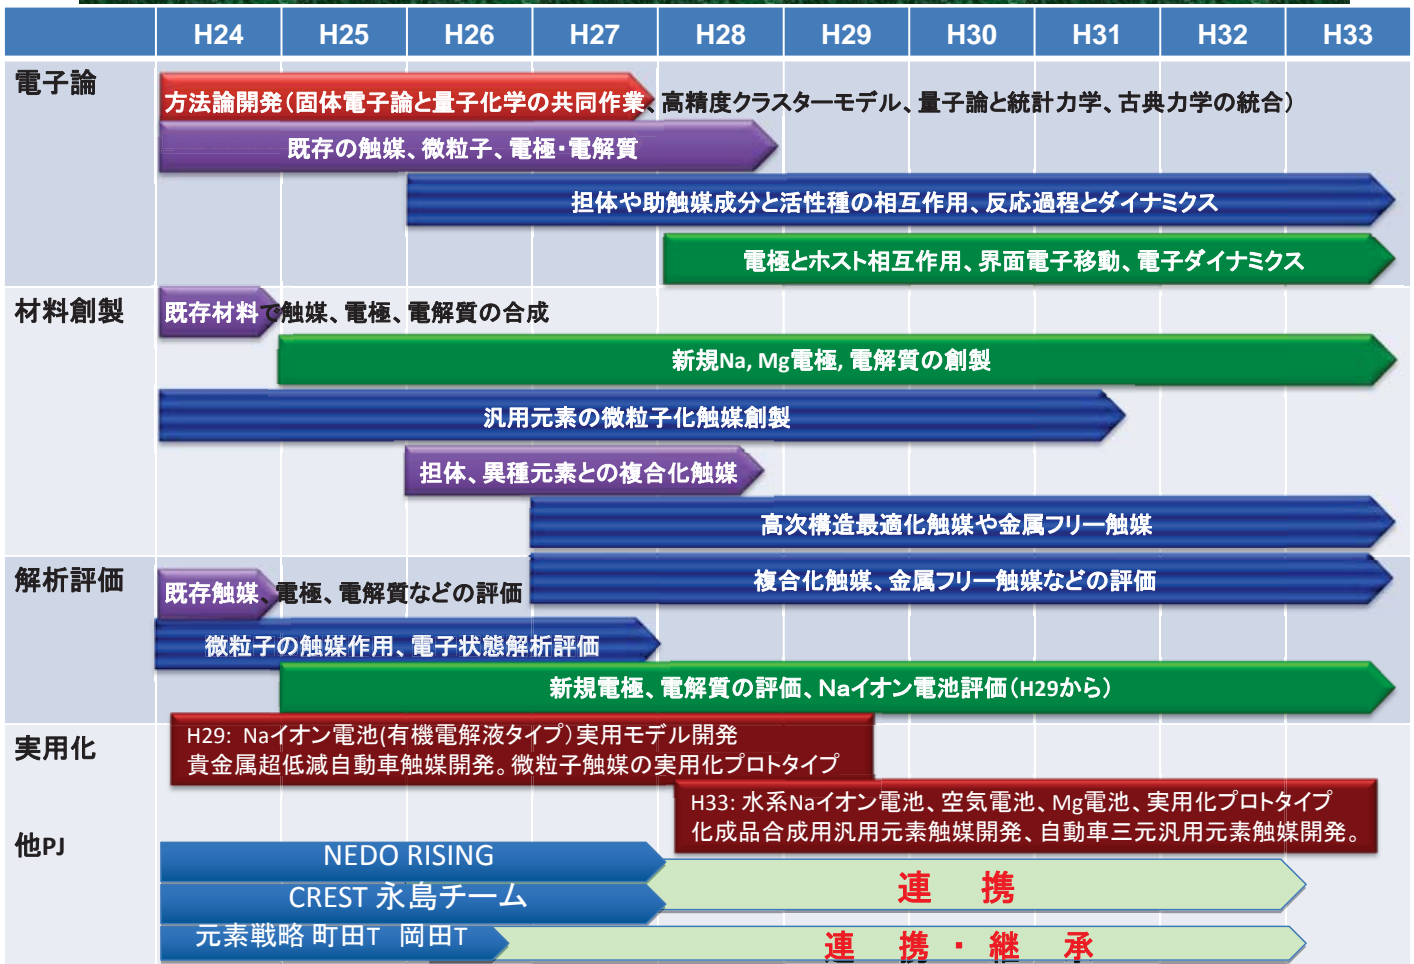 H24 H25 H26 H27 H28 H29 H30 H31 H32 H33
電子論
方法論開発(固体電子論と量子化学の共同作業、高精度クラスターモデル、量子論と統計力学、古典力学の統合)
既存の触媒、微粒子、電極・電解質
担体や助触媒成分と活性種の相互作用、反応過程とダイナミクス
電極とホスト相互作用、界面電子移動、電子ダイナミクス
材料創製
既存材料で触媒、電極、電解質の合成
新規Na, Mg電極, 電解質の創製
汎用元素の微粒子化触媒創製
担体、異種元素との複合化触媒
高次構造最適化触媒や金属フリー触媒
解析評価
既存触媒、電極、電解質などの評価
複合化触媒、金属フリー触媒などの評価
微粒子の触媒作用、電子状態解析評価
新規電極、電解質の評価、Naイオン電池評価(H29から)
実用化
H29: Naイオン電池(有機電解液タイプ)実用モデル開発
貴金属超低減自動車触媒開発。微粒子触媒の実用化プロトタイプ
H33: 水系Naイオン電池、空気電池、Mg電池、実用化プロトタイプ
化成品合成用汎用元素触媒開発、自動車三元汎用元素触媒開発。
他PJ
NEDO RISING
CREST 永島チーム
連 携
元素戦略 町田T 岡田T
連 携・継 承